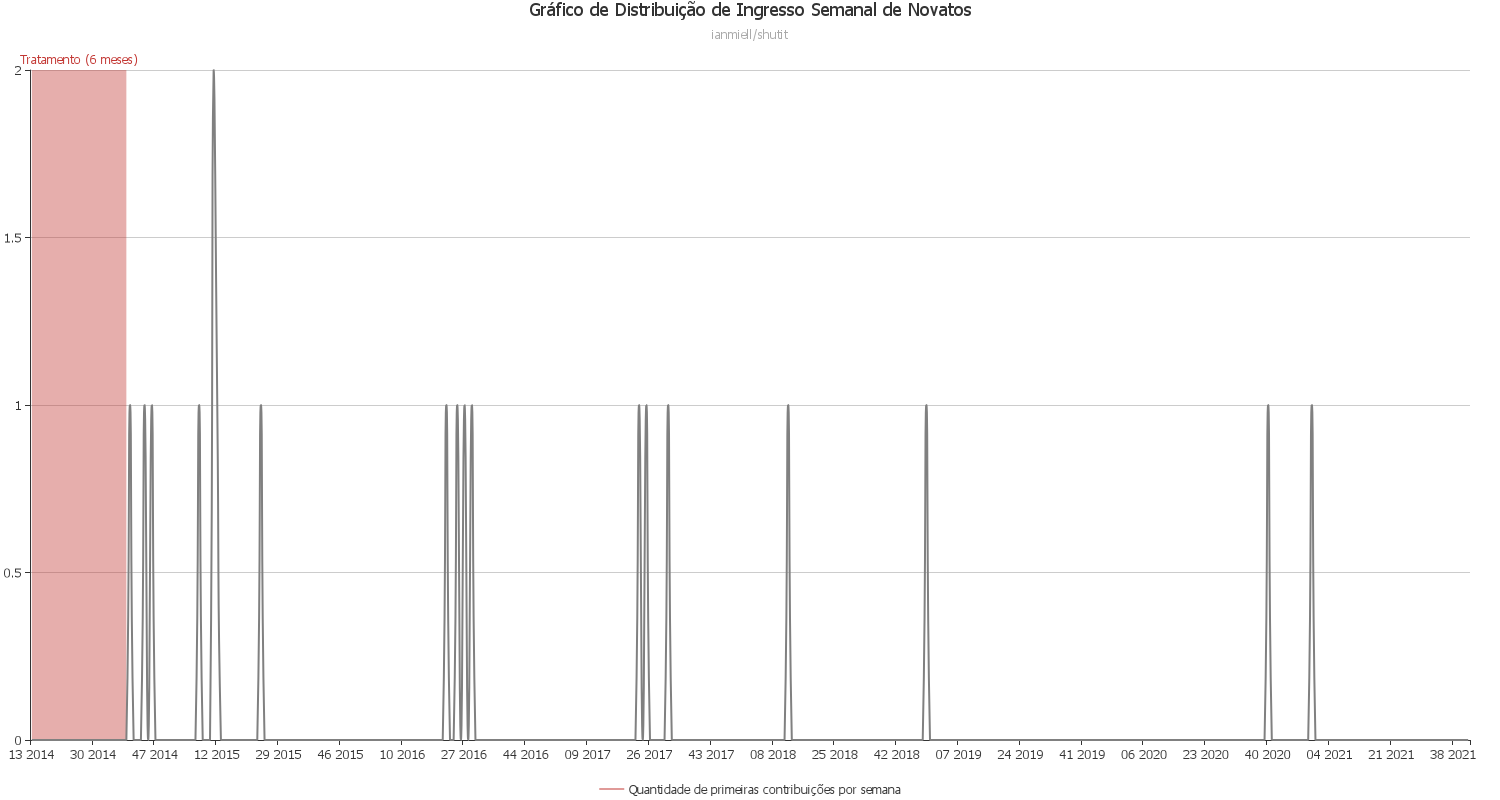 Gráfico de Distribuição de Ingresso Semanal de Novatos
ianmiell/shutit
Tratamento (6 meses)
2
1.5
1
0.5
0
13 2014 30 2014 47 2014 12 2015 29 2015 46 2015 10 2016 27 2016 44 2016 09 2017 26 2017 43 2017 08 2018 25 2018 42 2018 07 2019 24 2019 41 2019 06 2020 23 2020 40 2020 04 2021 21 2021 38 2021
Quantidade de primeiras contribuições por semana